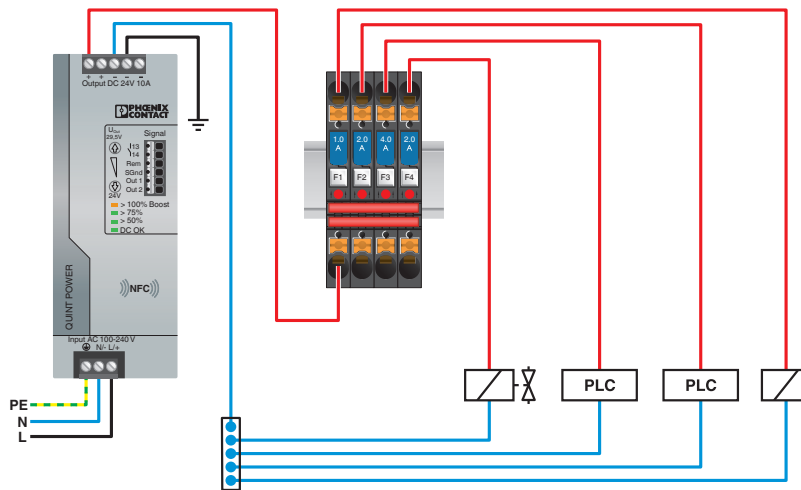 + + – – –
Output DC 24V 10A
PHOENIX
CONTACT
UOut
29,5V
Signal
13
14
Rem
SGnd
Out 1
Out 2
24V
> 100% Boost
> 75%
> 50%
DC OK
QUINT POWER
NFC
Input AC 100-240 V
N/- L/+
PE
N
L
1.0 A
2.0 A
4.0 A
2.0 A
F1 F2 F3 F4
PLC
PLC